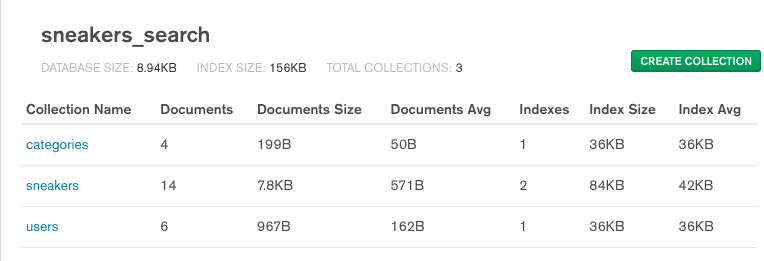 sneakers_search
DATABASE SIZE: 8.94KB INDEX SIZE: 156KB TOTAL COLLECTIONS: 3
CREATE COLLECTION
Collection Name Documents Documents Size Documents Avg Indexes Index Size Index Avg
categories 4 199B 50B 1 36KB 36KB
sneakers 14 7.8KB 571B 2 84KB 42KB
users 6 967B 162B 1 36KB 36KB